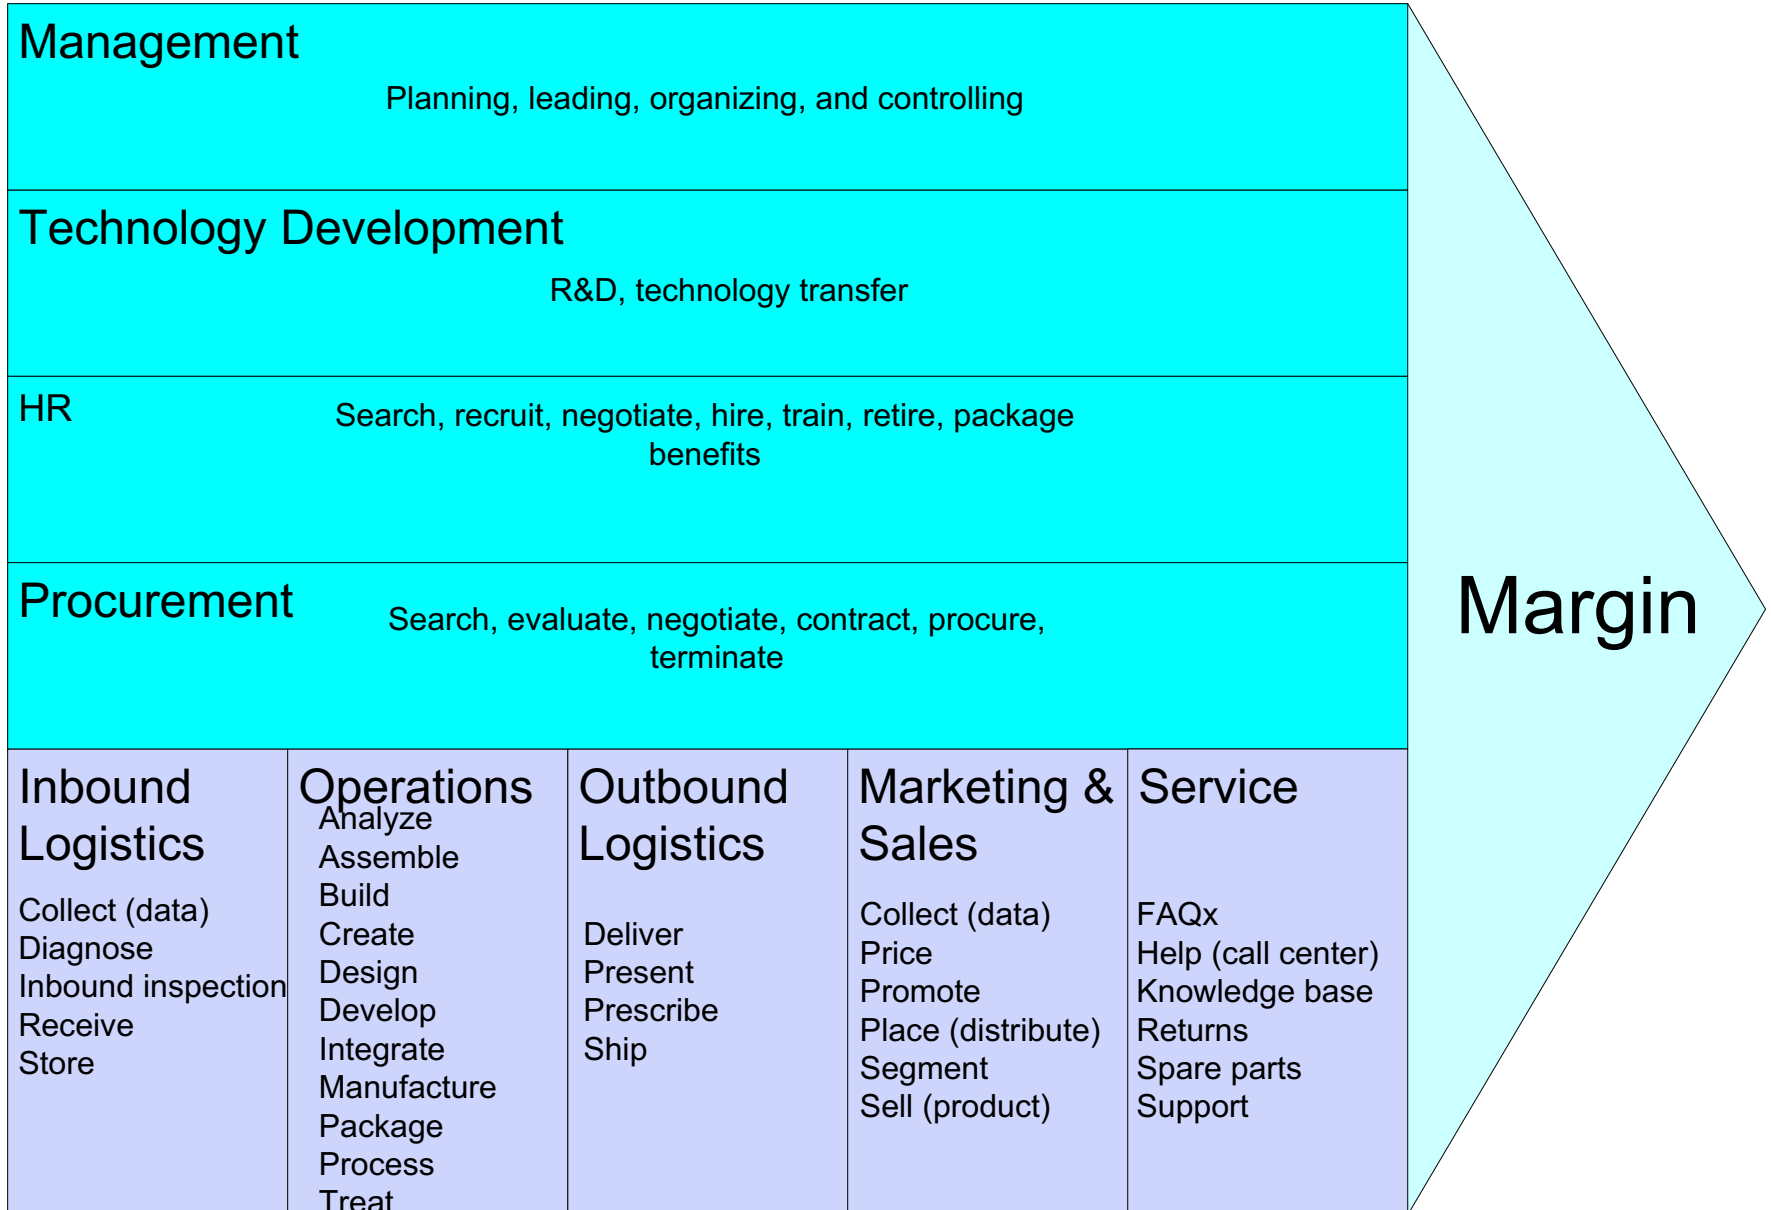 Management
Planning, leading, organizing, and controlling
Technology Development
R&D, technology transfer
HR
Search, recruit, negotiate, hire, train, retire, package
benefits
Procurement
Search, evaluate, negotiate, contract, procure,
terminate
Margin
Inbound
Logistics
Collect (data)
Diagnose
Inbound inspection
Receive
Store
Operations
Analyze
Assemble
Build
Create
Design
Develop
Integrate
Manufacture
Package
Process
Treat
Outbound
Logistics
Deliver
Present
Prescribe
Ship
Marketing &
Sales
Collect (data)
Price
Promote
Place (distribute)
Segment
Sell (product)
Service
FAQx
Help (call center)
Knowledge base
Returns
Spare parts
Support